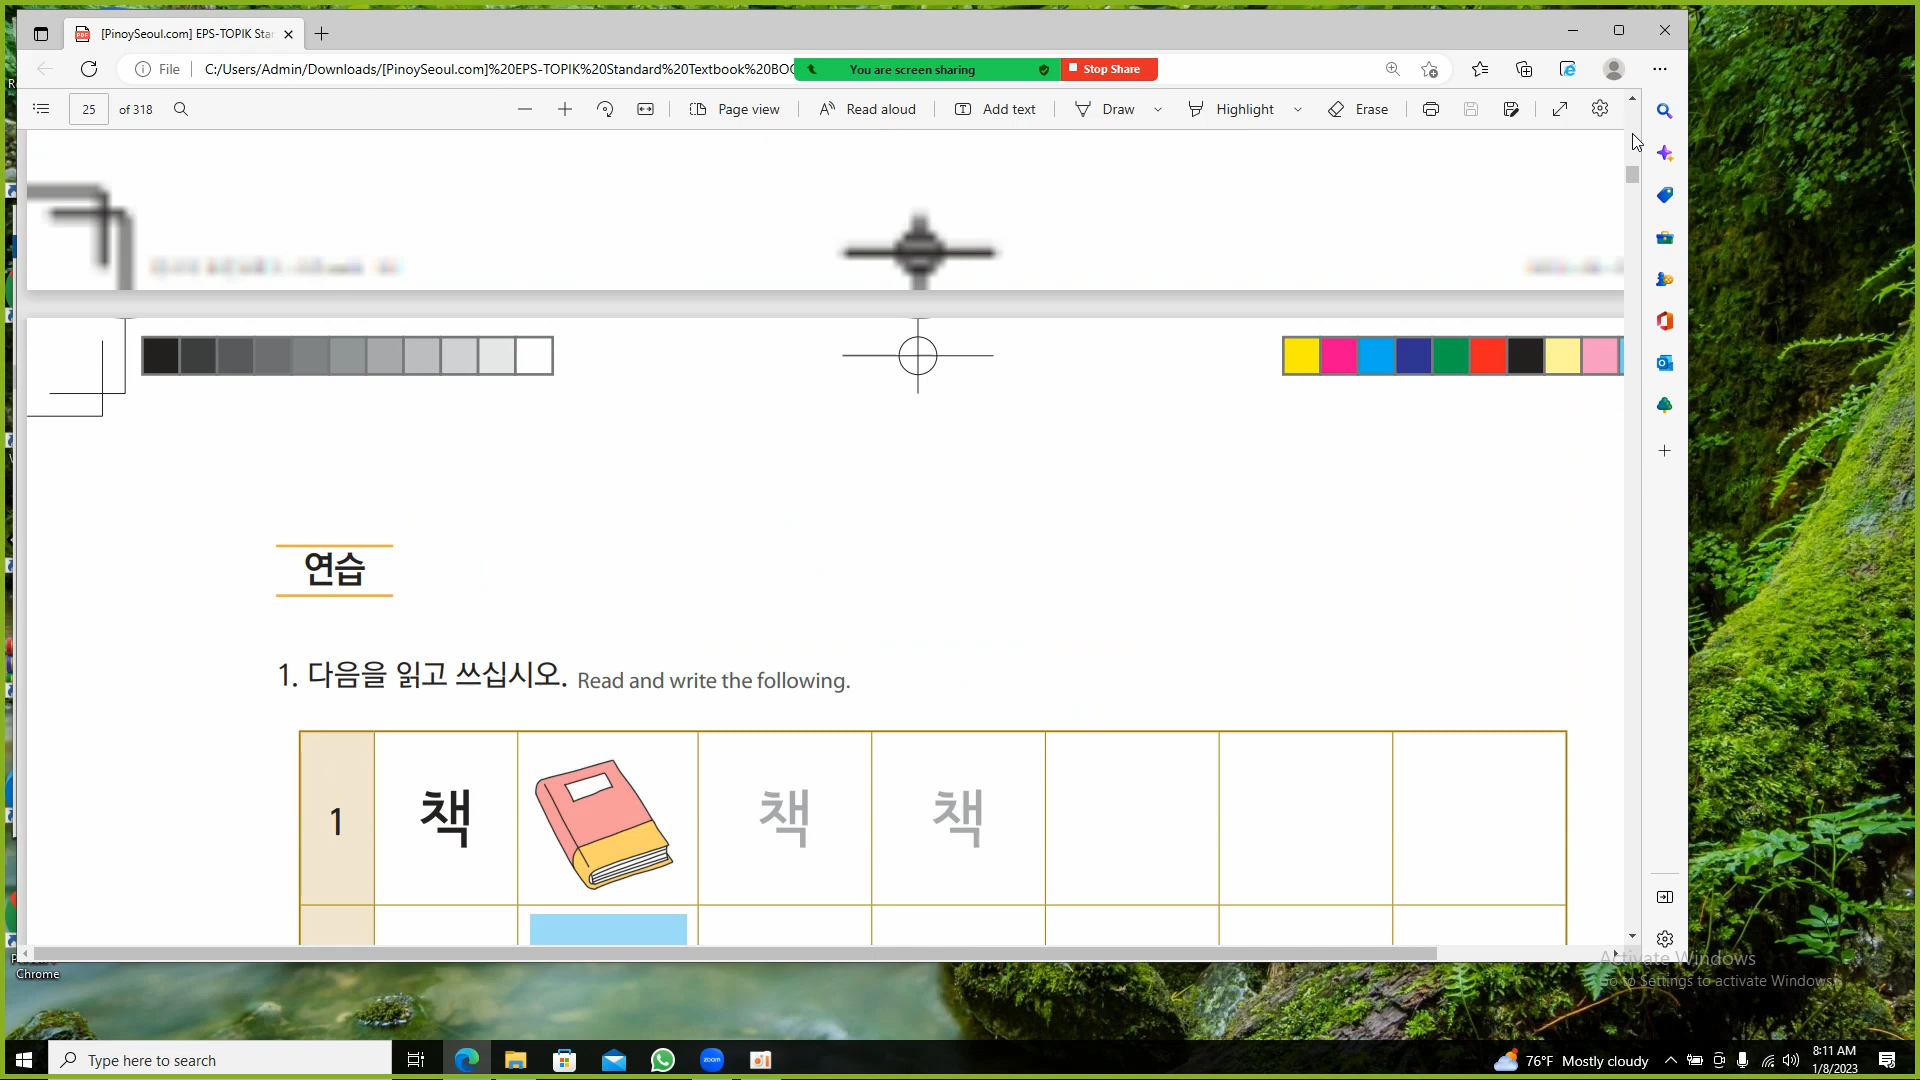 [PinoySeoul.com] EPS-TOPIK Sta
File
C:/Users/Admin/Downloads/[PinoySeoul.com]%20EPS-TOPIK%20Standard%20Textbook%20BOO
You are screen sharing
Stop Share
25 of 318
Page view
Read aloud
Add text
Draw
Highlight
Erase
연습
1. 다음을 읽고 쓰십시오. Read and write the following.
1 책 책 책
Chrome
Activate Windows
Go to Settings to activate Windows.
Type here to search
zoom
76°F Mostly cloudy
8:11 AM
1/8/2023